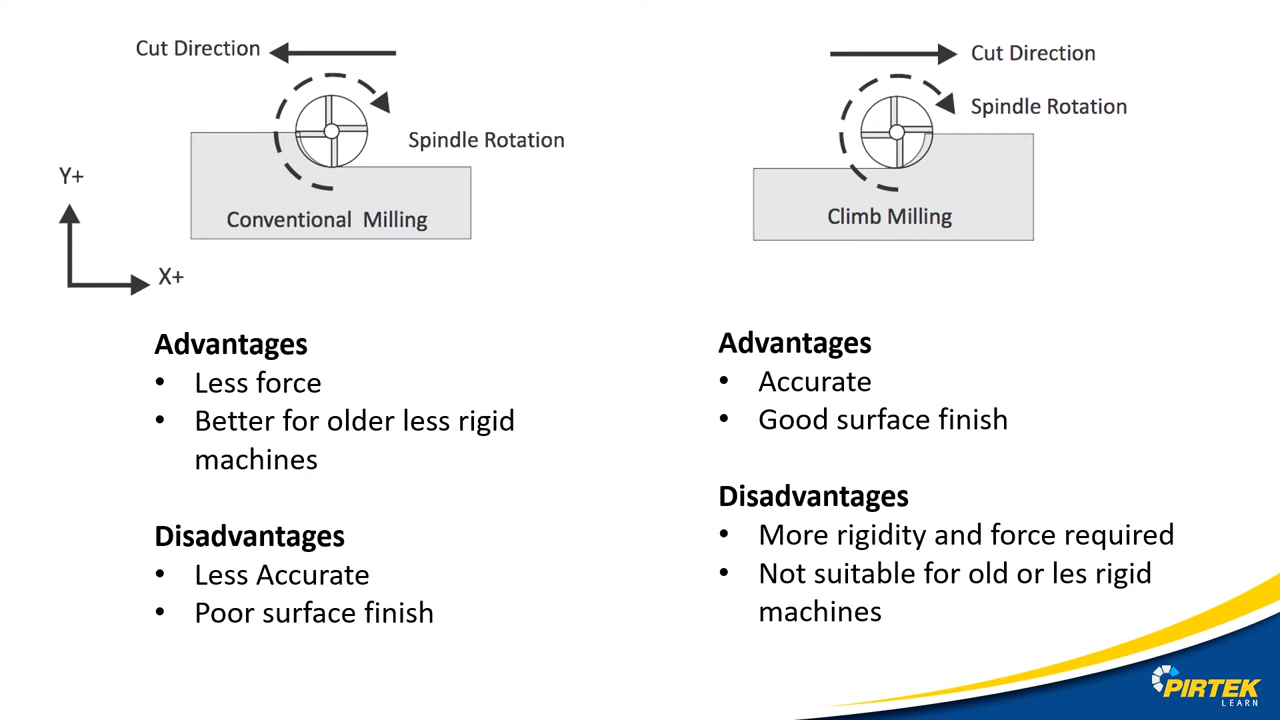 Cut Direction
Spindle Rotation
Conventional Milling
Y+
X+
Cut Direction
Spindle Rotation
Climb Milling
Advantages
• Less force
• Better for older less rigid
machines
Disadvantages
• Less Accurate
• Poor surface finish
Advantages
• Accurate
• Good surface finish
Disadvantages
• More rigidity and force required
• Not suitable for old or les rigid
machines
PIRTEK
LEARN